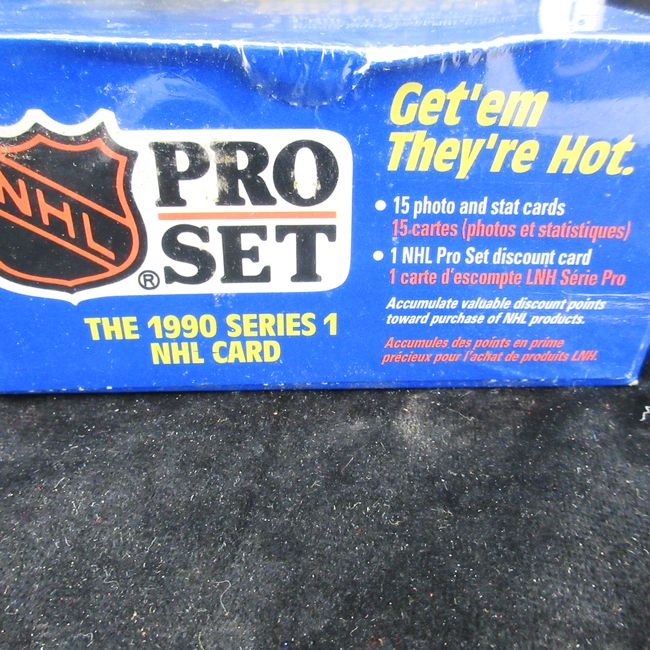 NHL
PRO
SET
®
THE 1990 SERIES 1
NHL CARD
Get'em
They're Hot.
• 15 photo and stat cards
15 cartes (photos et statistiques)
• 1 NHL Pro Set discount card
1 carte d'escompte LNH Série Pro
Accumulate valuable discount points
toward purchase of NHL products.
Accumules des points en prime
précieux pour l'achat de produits LNH.